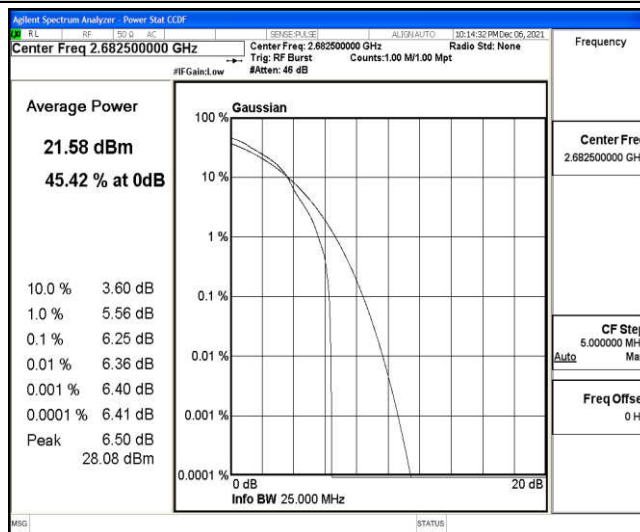 Agilent Spectrum Analyzer - Power Stat CCDF
RL RF 50 Ω AC SENSE:PULSE ALIGNAUTO 10:14:32 PM Dec 06, 2021
Center Freq 2.682500000 GHz
Center Freq: 2.682500000 GHz Radio Std: None
Trig: RF Burst Counts:1.00 M/1.00 Mpt
#IFGain:Low #Atten: 46 dB
Frequency
Average Power
21.58 dBm
45.42 % at 0dB
10.0 % 3.60 dB
1.0 % 5.56 dB
0.1 % 6.25 dB
0.01 % 6.36 dB
0.001 % 6.40 dB
0.0001 % 6.41 dB
Peak 6.50 dB
28.08 dBm
Gaussian
100 %
10 %
1 %
0.1 %
0.01 %
0.001 %
0.0001 %
0 dB 20 dB
Info BW 25.000 MHz
Center Fre
2.682500000 GH
CF Ste
5.000000 MH
Auto Ma
Freq Offse
0 H
MSG STATUS